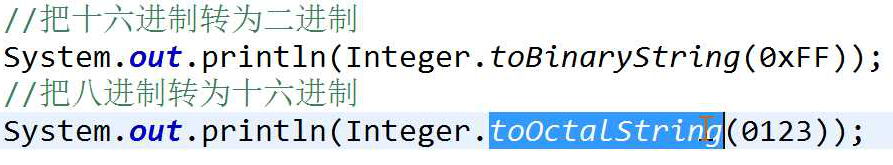 //把十六进制转为二进制
System.out.println(Integer.toBinaryString(0xFF));
//把八进制转为十六进制
System.out.println(Integer.toOctalString(0123));